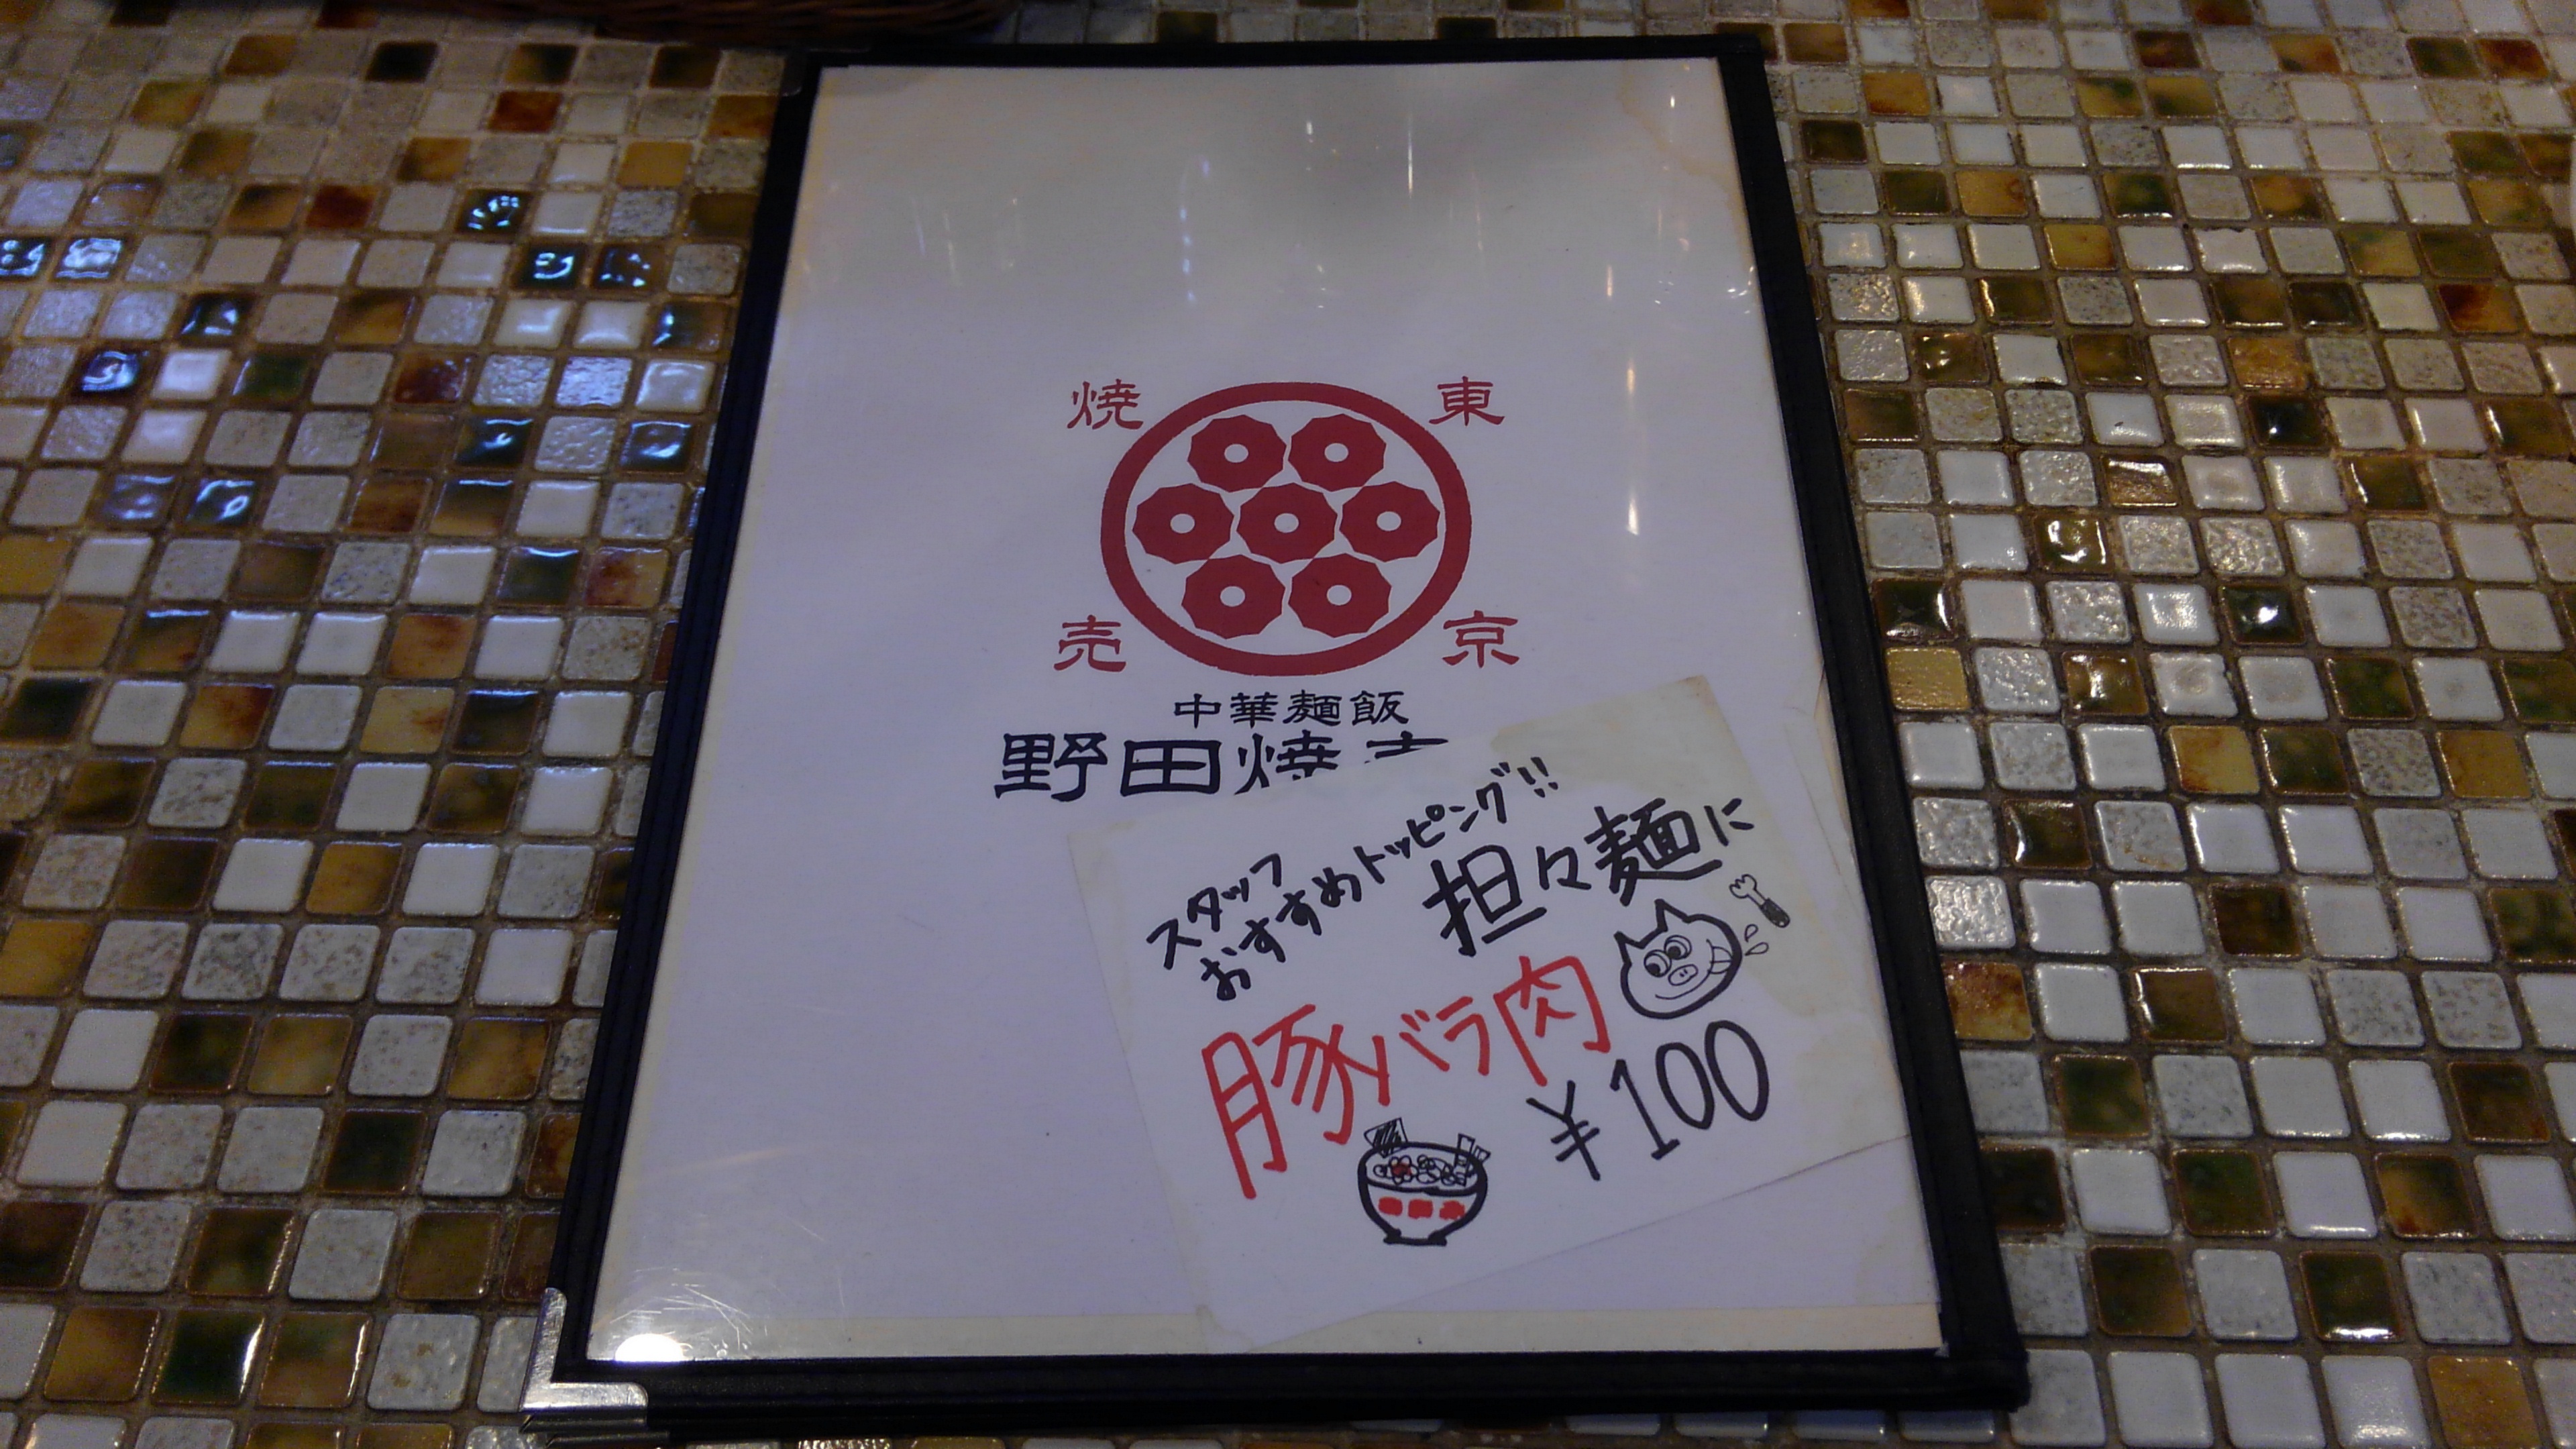 東京
焼売
中華麺飯
野田焼売
スタッフ
おすすめトッピング!!
担々麺に
豚バラ肉
¥100